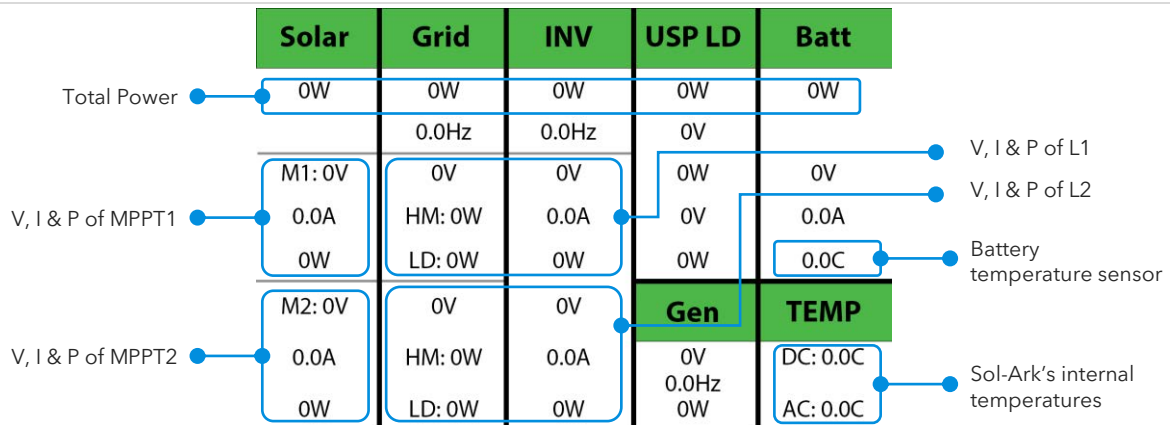 Solar Grid INV USP LD Batt
Total Power 0W 0W 0W 0W 0W
0.0Hz 0.0Hz 0V
V, I & P of L1
M1: 0V 0V 0V 0W 0V
V, I & P of L2
V, I & P of MPPT1 0.0A HM: 0W 0.0A 0V 0.0A
0W LD: 0W 0W 0W 0.0C
Battery
temperature sensor
M2: 0V 0V 0V Gen TEMP
V, I & P of MPPT2 0.0A HM: 0W 0.0A 0V DC: 0.0C
0.0Hz
0W LD: 0W 0W 0W AC: 0.0C
Sol-Ark's internal
temperatures